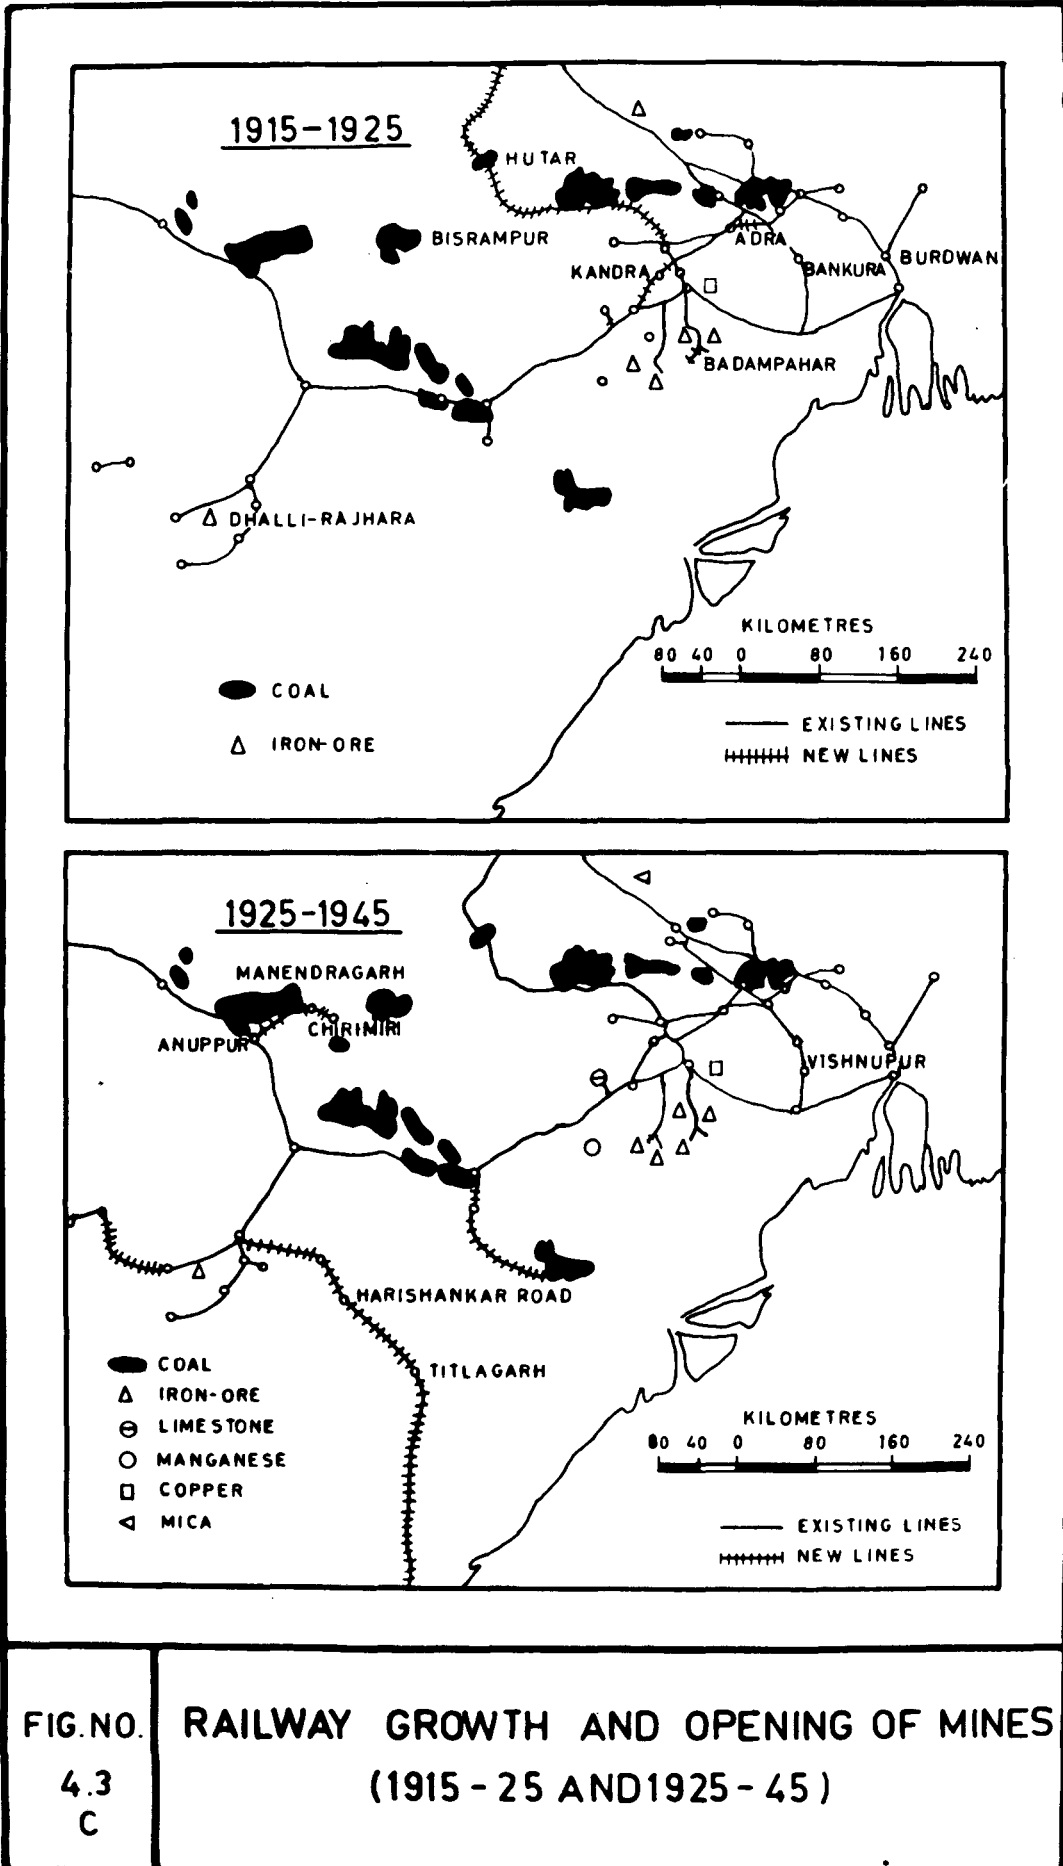 1915-1925
HUTAR
BISRAMPUR
ADRA
KANDRA
BANKURA
BURDWAN
BADAMPAHAR
DHALLI-RAJHARA
KILOMETRES
80 40 0 80 160 240
COAL
IRON-ORE
EXISTING LINES
NEW LINES
1925-1945
MANENDRAGARH
CHIRIMIRI
ANUPPUR
VISHNUPUR
HARISHANKAR ROAD
TITLAGARH
COAL
IRON-ORE
LIMESTONE
MANGANESE
COPPER
MICA
KILOMETRES
80 40 0 80 160 240
EXISTING LINES
NEW LINES
FIG.NO.
4.3
C
RAILWAY GROWTH AND OPENING OF MINES
(1915-25 AND 1925-45)